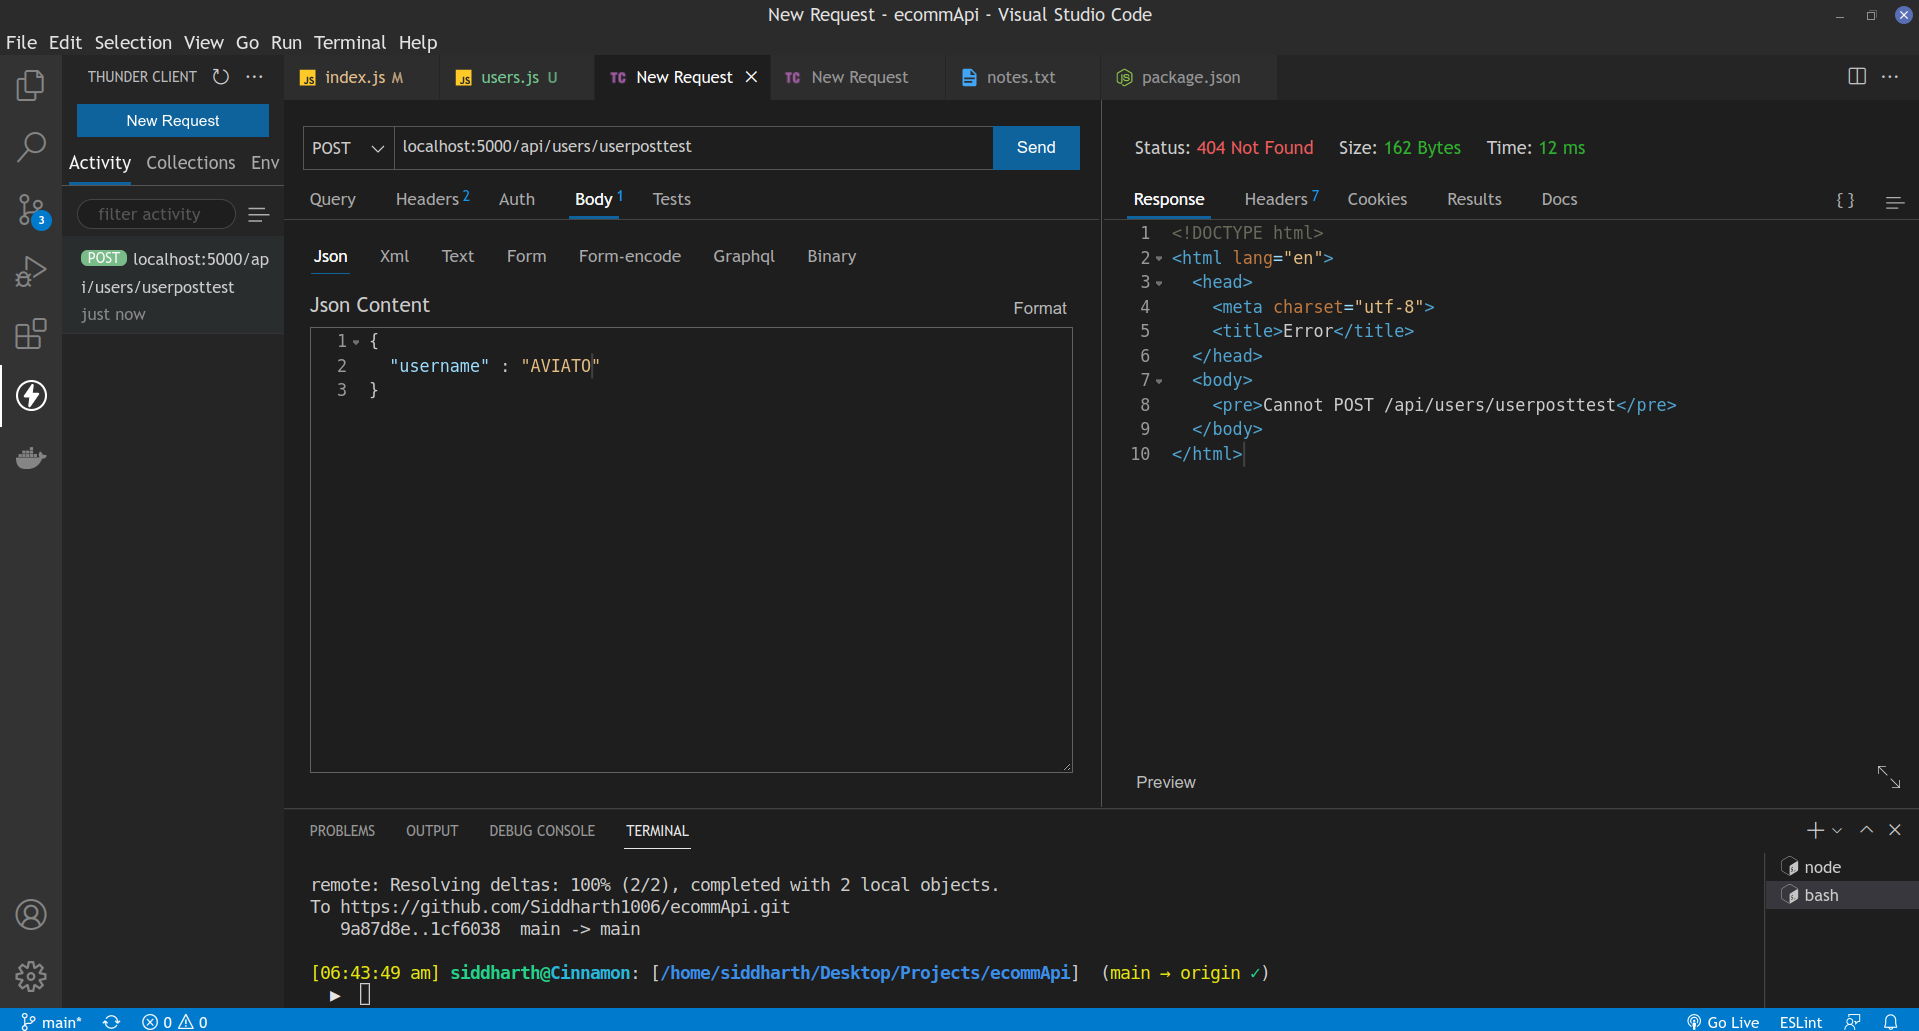 New Request - ecommApi - Visual Studio Code
File Edit Selection View Go Run Terminal Help
THUNDER CLIENT
New Request
Activity Collections Env
filter activity
POST localhost:5000/ap
i/users/userposttest
just now
3
JS index.js M
JS users.js U
TC New Request
TC New Request
notes.txt
package.json
POST localhost:5000/api/users/userposttest Send
Query Headers 2 Auth Body 1 Tests
Json Xml Text Form Form-encode Graphql Binary
Json Content Format
1 {
2 "username" : "AVIATO"
3 }
Status: 404 Not Found Size: 162 Bytes Time: 12 ms
Response Headers 7 Cookies Results Docs { }
1 <!DOCTYPE html>
2 <html lang="en">
3 <head>
4 <meta charset="utf-8">
5 <title>Error</title>
6 </head>
7 <body>
8 <pre>Cannot POST /api/users/userposttest</pre>
9 </body>
10 </html>
Preview
PROBLEMS OUTPUT DEBUG CONSOLE TERMINAL
remote: Resolving deltas: 100% (2/2), completed with 2 local objects.
To https://github.com/Siddharth1006/ecommApi.git
9a87d8e..1cf6038 main -> main
[06:43:49 am] siddharth@Cinnamon: [/home/siddharth/Desktop/Projects/ecommApi] (main → origin ✓)
▶
node
bash
main* 0 0 Go Live ESLint